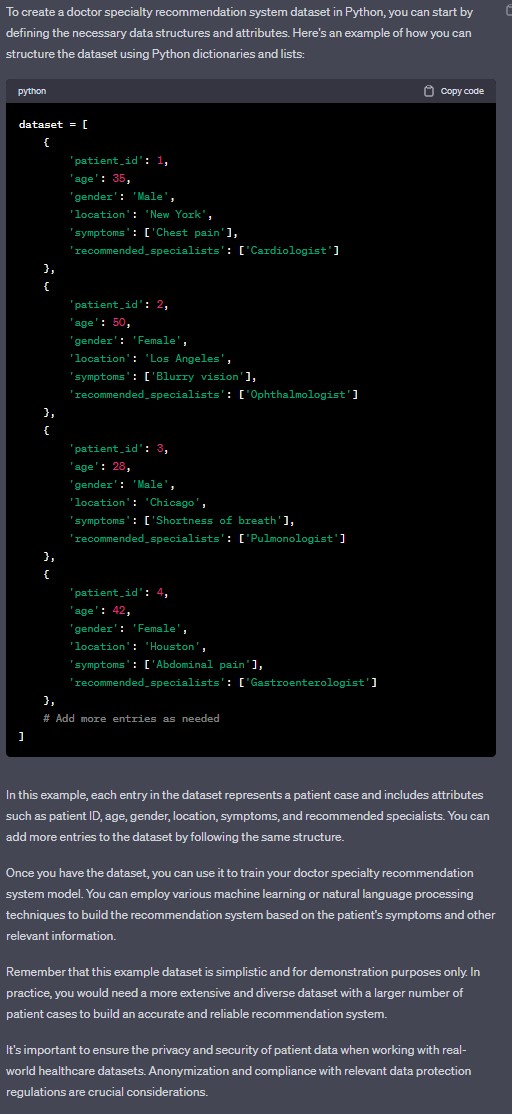 To create a doctor specialty recommendation system dataset in Python, you can start by
defining the necessary data structures and attributes. Here's an example of how you can
structure the dataset using Python dictionaries and lists:
python
Copy code
dataset = [
    {
        'patient_id': 1,
        'age': 35,
        'gender': 'Male',
        'location': 'New York',
        'symptoms': ['Chest pain'],
        'recommended_specialists': ['Cardiologist']
    },
    {
        'patient_id': 2,
        'age': 50,
        'gender': 'Female',
        'location': 'Los Angeles',
        'symptoms': ['Blurry vision'],
        'recommended_specialists': ['Ophthalmologist']
    },
    {
        'patient_id': 3,
        'age': 28,
        'gender': 'Male',
        'location': 'Chicago',
        'symptoms': ['Shortness of breath'],
        'recommended_specialists': ['Pulmonologist']
    },
    {
        'patient_id': 4,
        'age': 42,
        'gender': 'Female',
        'location': 'Houston',
        'symptoms': ['Abdominal pain'],
        'recommended_specialists': ['Gastroenterologist']
    },
    # Add more entries as needed
]
In this example, each entry in the dataset represents a patient case and includes attributes
such as patient ID, age, gender, location, symptoms, and recommended specialists. You can
add more entries to the dataset by following the same structure.
Once you have the dataset, you can use it to train your doctor specialty recommendation
system model. You can employ various machine learning or natural language processing
techniques to build the recommendation system based on the patient's symptoms and other
relevant information.
Remember that this example dataset is simplistic and for demonstration purposes only. In
practice, you would need a more extensive and diverse dataset with a larger number of
patient cases to build an accurate and reliable recommendation system.
It's important to ensure the privacy and security of patient data when working with real-
world healthcare datasets. Anonymization and compliance with relevant data protection
regulations are crucial considerations.